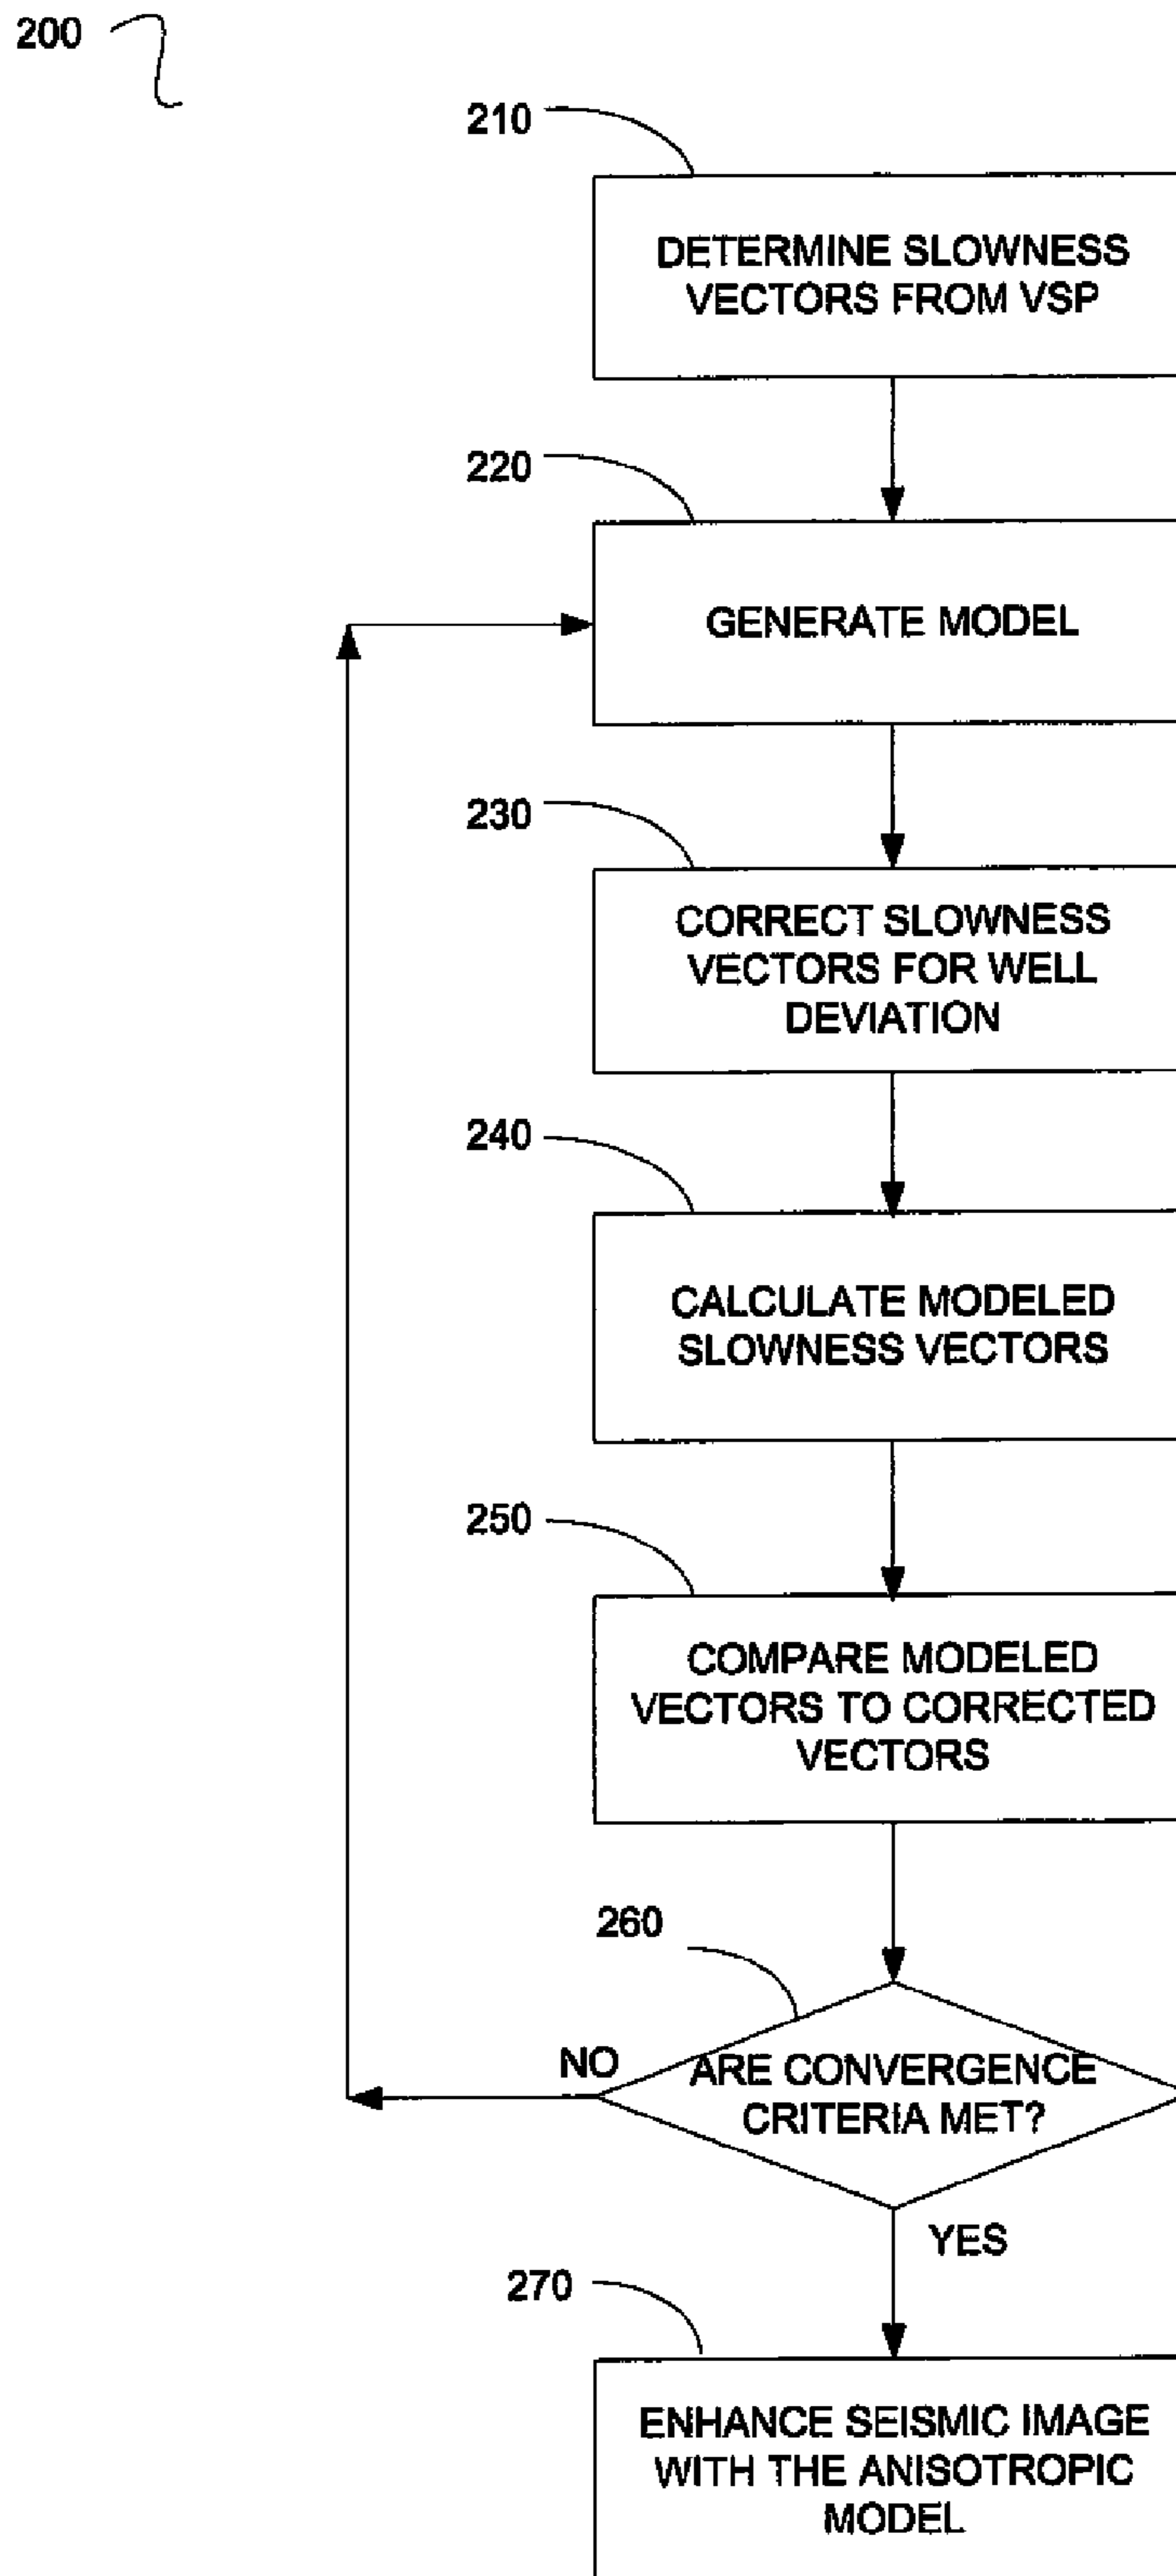 200
210
DETERMINE SLOWNESS
VECTORS FROM VSP
220
GENERATE MODEL
230
CORRECT SLOWNESS
VECTORS FOR WELL
DEVIATION
240
CALCULATE MODELED
SLOWNESS VECTORS
250
COMPARE MODELED
VECTORS TO CORRECTED
VECTORS
260
NO
ARE CONVERGENCE
CRITERIA MET?
YES
270
ENHANCE SEISMIC IMAGE
WITH THE ANISOTROPIC
MODEL